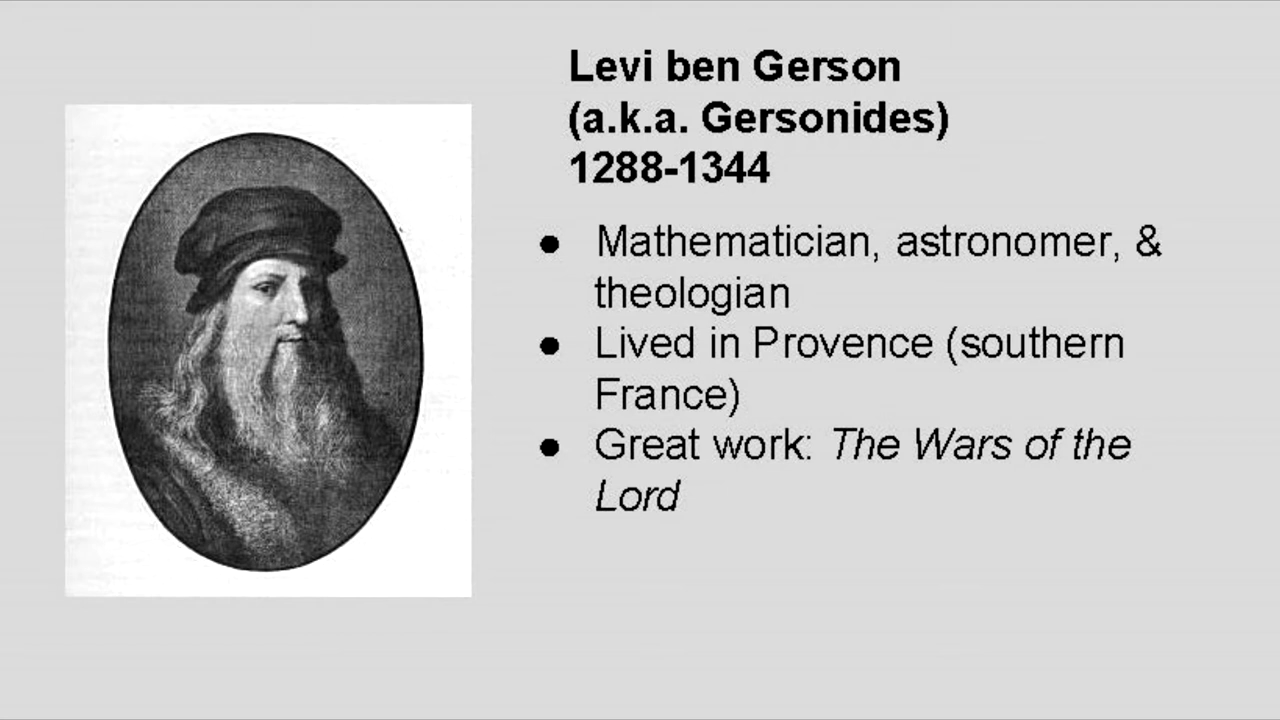 Levi ben Gerson
(a.k.a. Gersonides)
1288-1344
● Mathematician, astronomer, &
theologian
● Lived in Provence (southern
France)
● Great work: The Wars of the
Lord